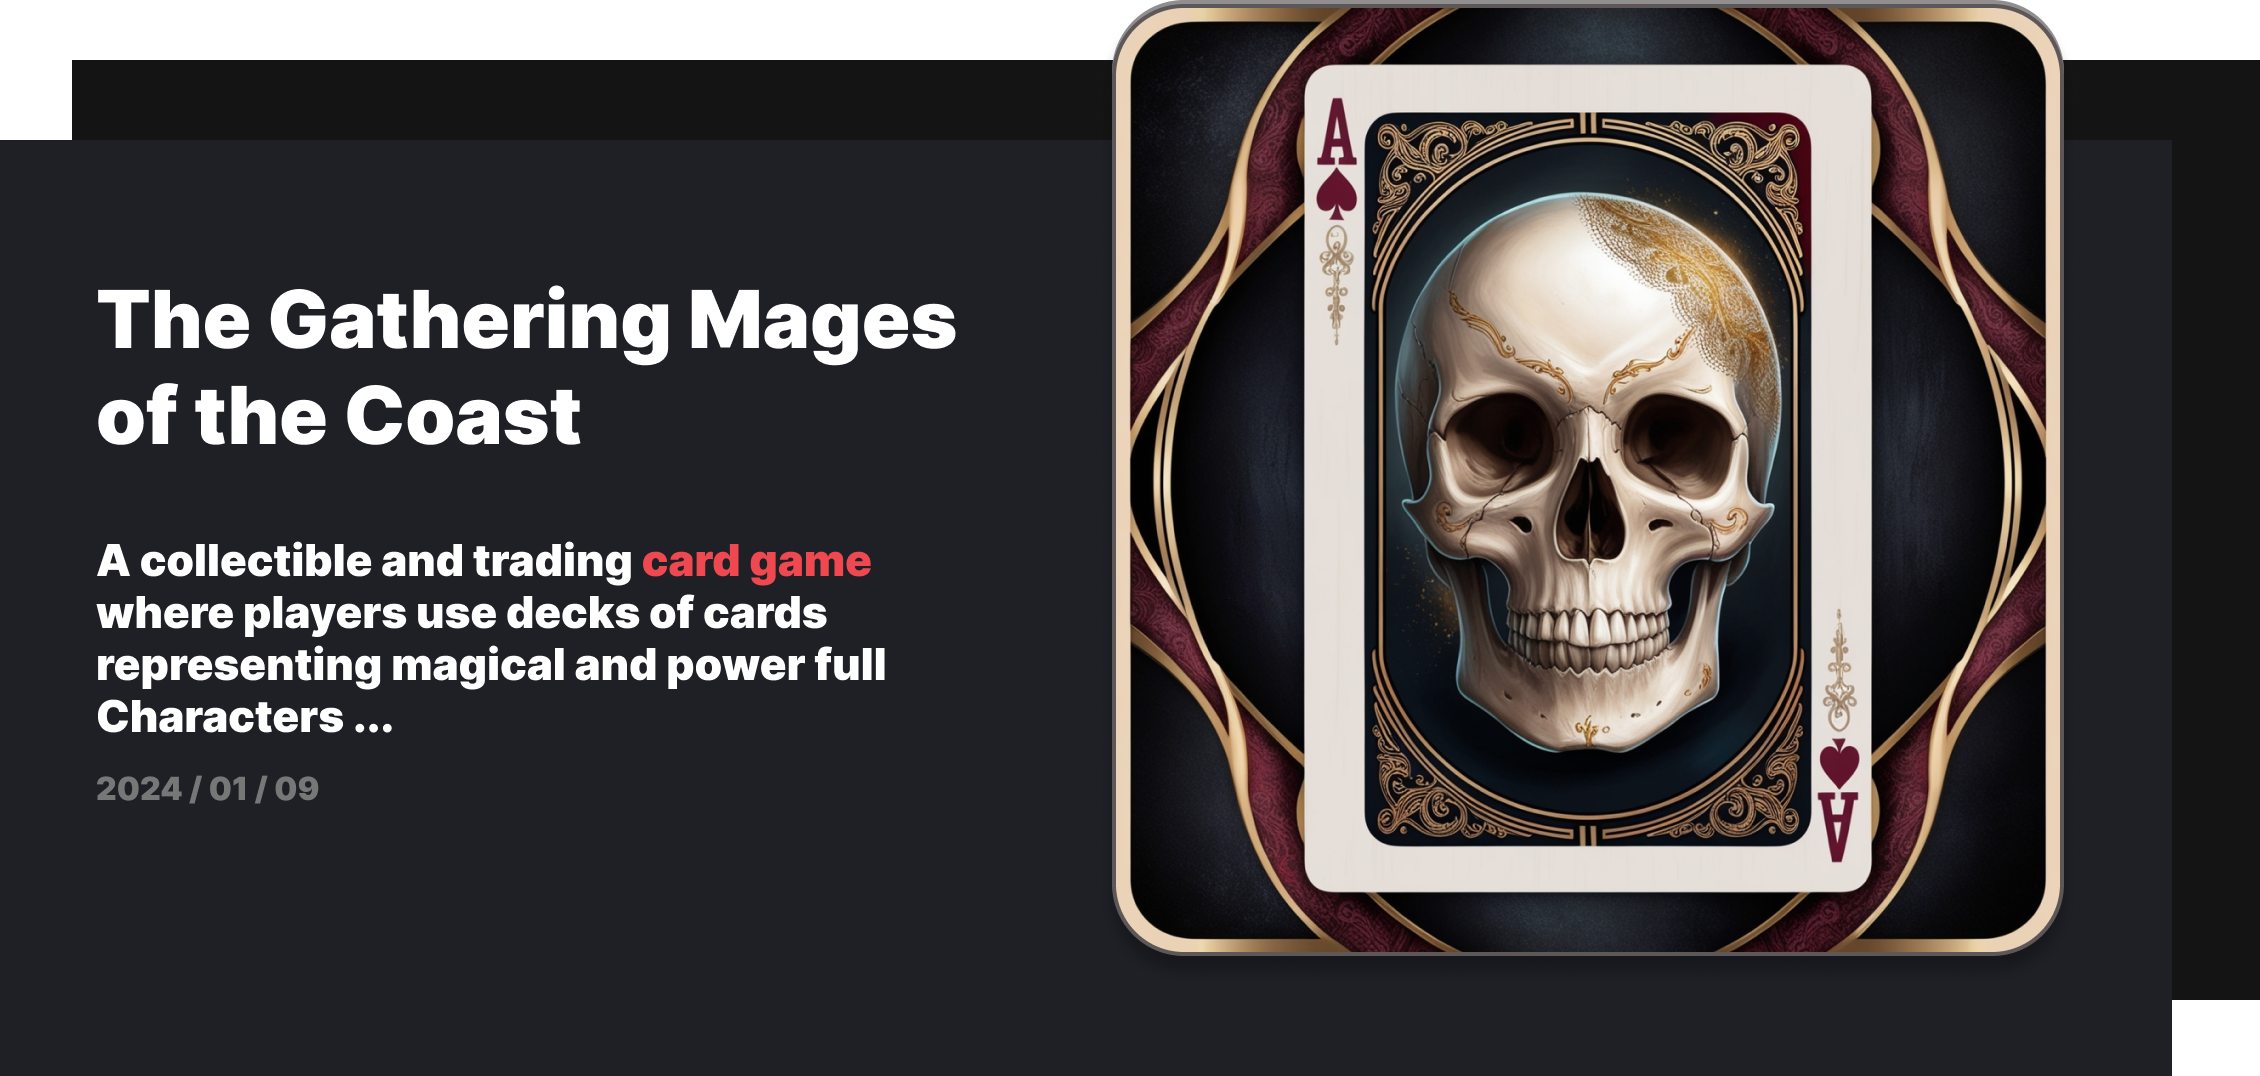 The Gathering Mages
of the Coast
A collectible and trading card game
where players use decks of cards
representing magical and power full
Characters ...
2024 / 01 / 09
A
A